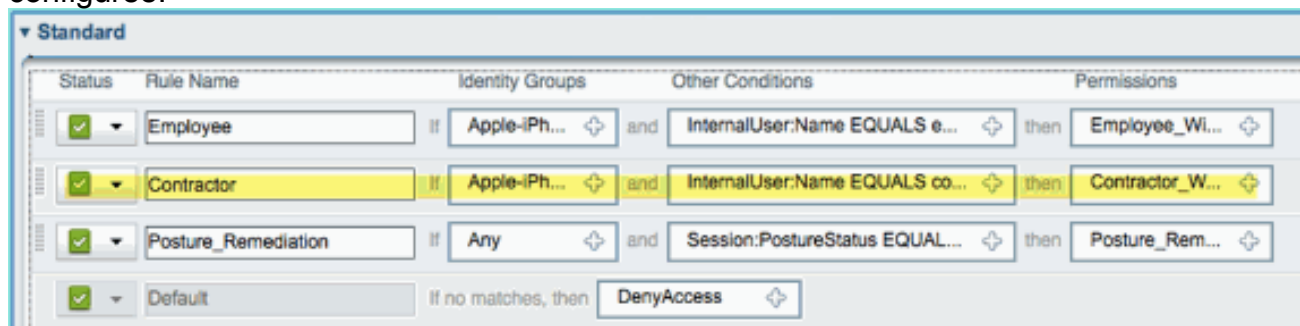 Standard
Status Rule Name Identity Groups Other Conditions Permissions
Employee If Apple-iPh... and InternalUser:Name EQUALS e... then Employee_Wi...
Contractor If Apple-iPh... and InternalUser:Name EQUALS co... then Contractor_W...
Posture_Remediation If Any and Session:PostureStatus EQUAL... then Posture_Rem...
Default If no matches, then DenyAccess